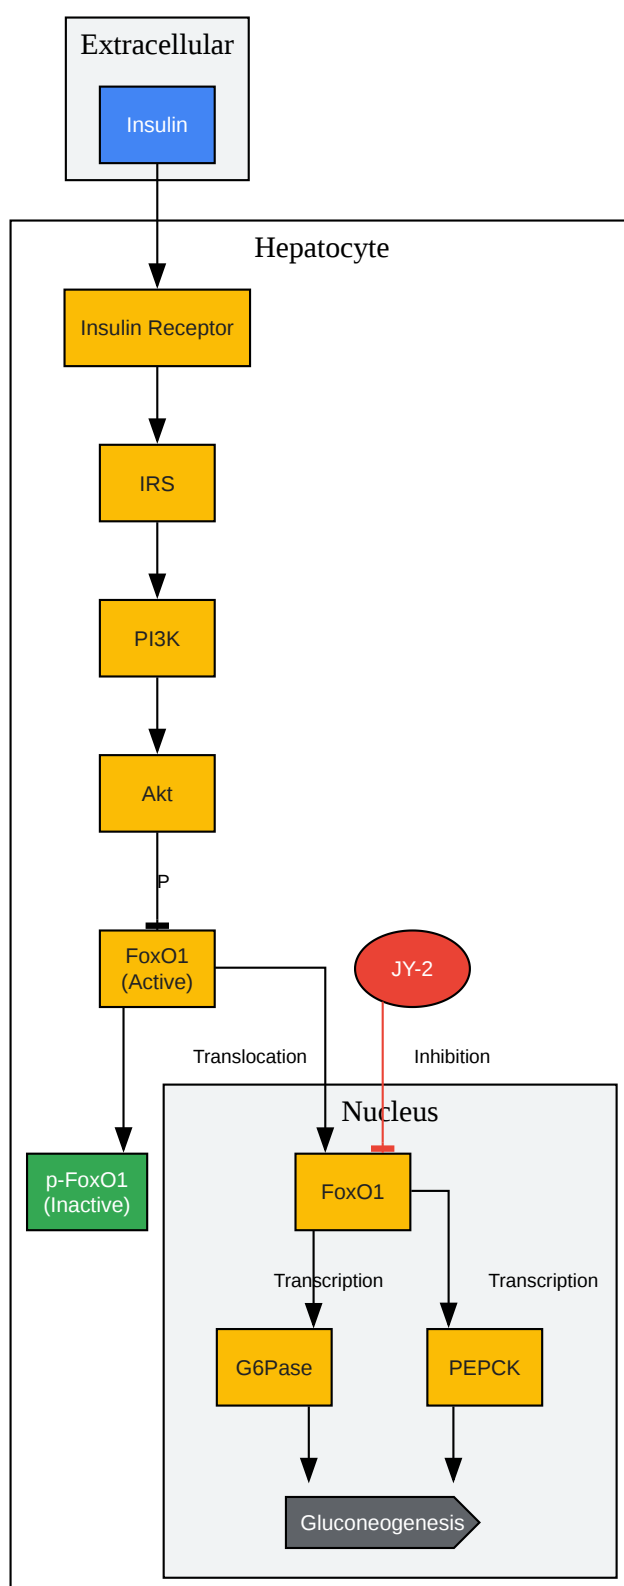 Extracellular
Insulin
Hepatocyte
Insulin Receptor
IRS
PI3K
Akt
P
FoxO1
(Active)
JY-2
Translocation
Inhibition
Nucleus
p-FoxO1
(Inactive)
FoxO1
Transcription
Transcription
G6Pase
PEPCK
Gluconeogenesis